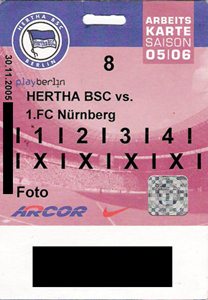 HERTHA BSC
BERLIN
ARBEITS
KARTE
SAISON
05|06
30.11.2005
playberlin
8
HERTHA BSC vs.
1.FC Nürnberg
I 1 I 2 I 3 I 4 I
I X I X I X I X I
Foto
ARCOR